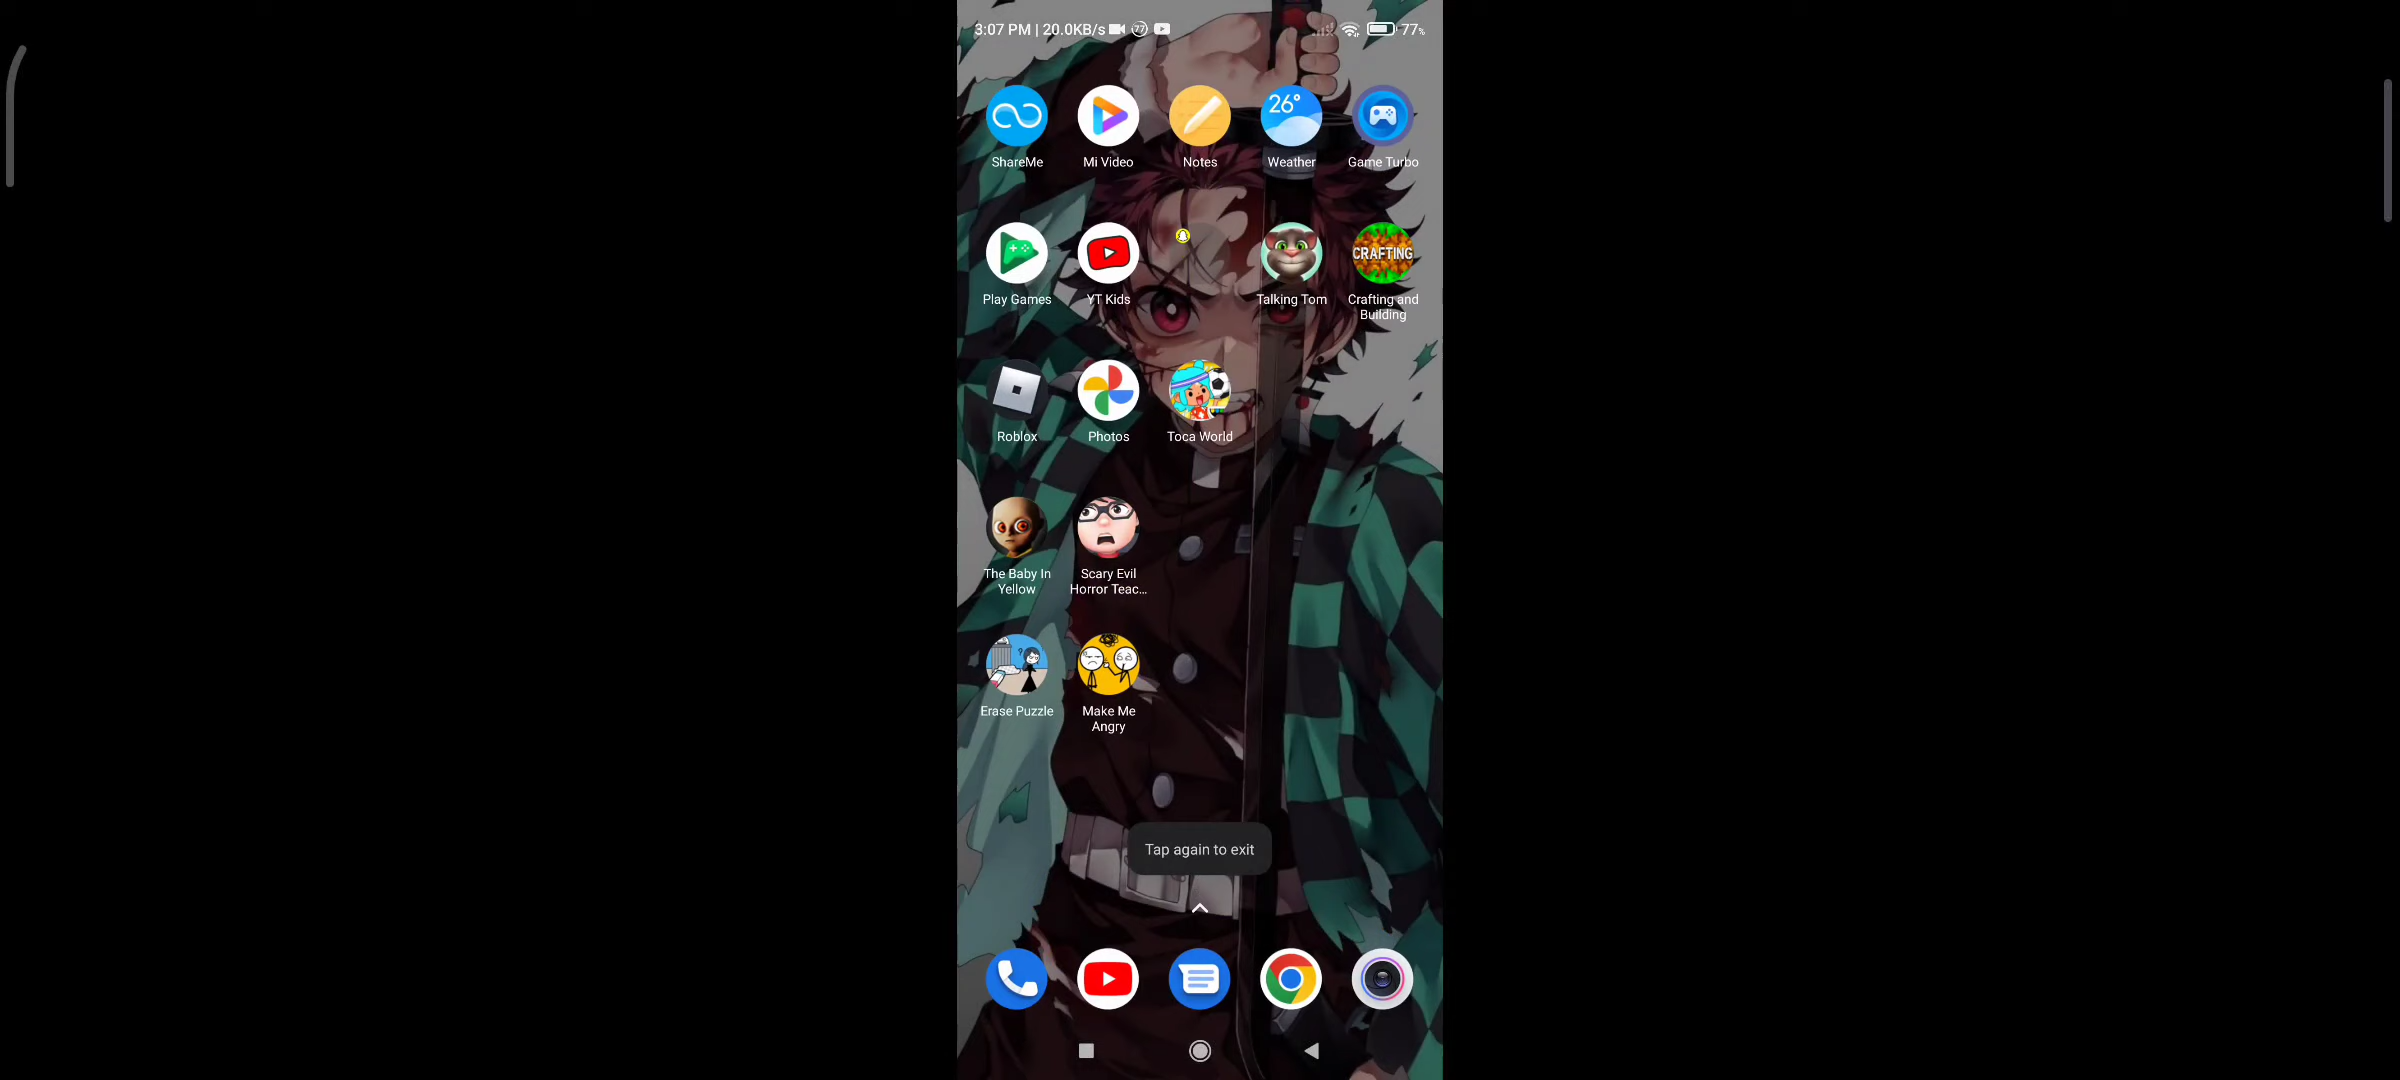 3:07 PM | 20.0KB/s 77 77%
26°
ShareMe Mi Video Notes Weather Game Turbo
CRAFTING
Play Games YT Kids Talking Tom Crafting and
Building
Roblox Photos Toca World
The Baby In
Yellow
Scary Evil
Horror Teac...
Erase Puzzle
Make Me
Angry
Tap again to exit